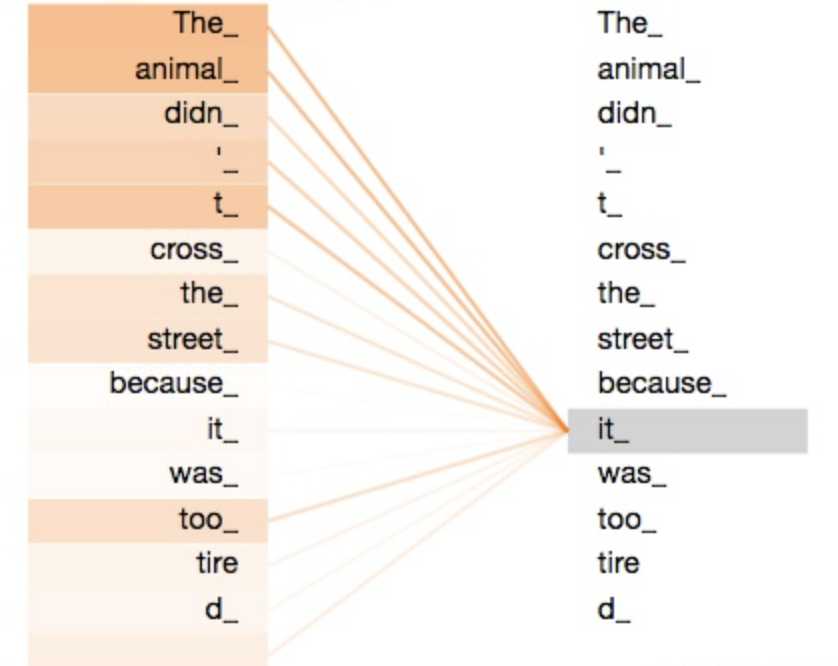 The_ The_
animal_ animal_
didn_ didn_
'_ '_
t_ t_
cross_ cross_
the_ the_
street_ street_
because_ because_
it_ it_
was_ was_
too_ too_
tire tire
d_ d_